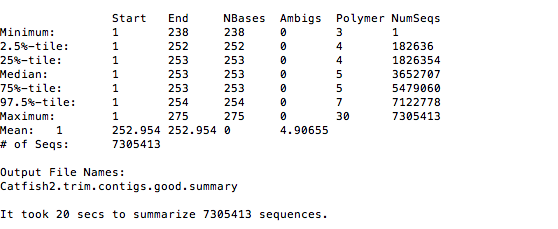 Start End NBases Ambigs Polymer NumSeqs
Minimum: 1 238 238 0 3 1
2.5%-tile: 1 252 252 0 4 182636
25%-tile: 1 253 253 0 4 1826354
Median: 1 253 253 0 5 3652707
75%-tile: 1 253 253 0 5 5479060
97.5%-tile: 1 254 254 0 7 7122778
Maximum: 1 275 275 0 30 7305413
Mean: 1 252.954 252.954 0 4.90655
# of Seqs: 7305413
Output File Names:
Catfish2.trim.contigs.good.summary
It took 20 secs to summarize 7305413 sequences.